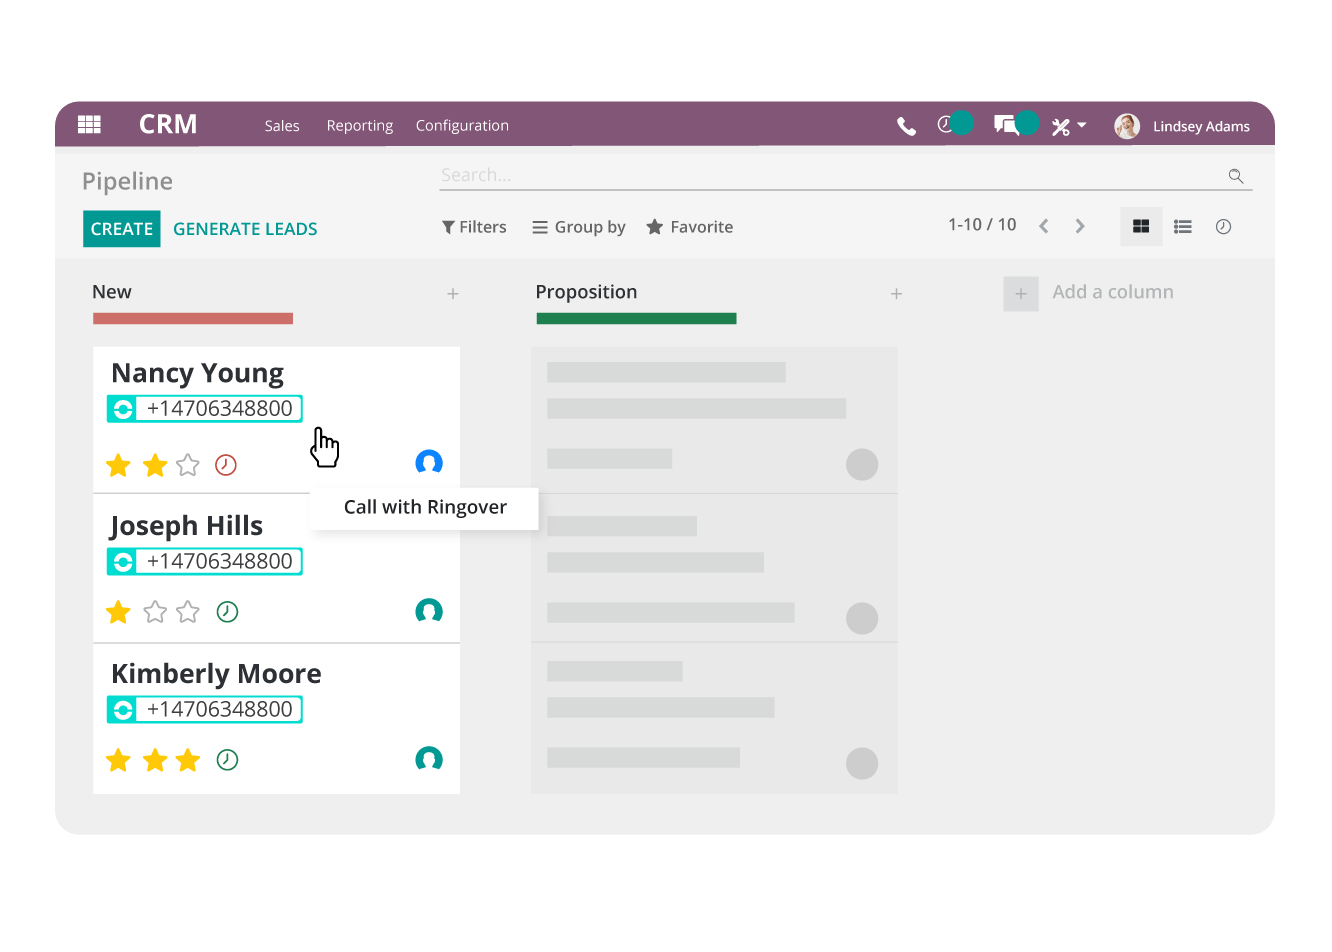 CRM Sales Reporting Configuration Lindsey Adams
Pipeline Search...
CREATE GENERATE LEADS Filters Group by Favorite 1-10 / 10
New + Proposition + + Add a column
Nancy Young
+14706348800
Call with Ringover
Joseph Hills
+14706348800
Kimberly Moore
+14706348800